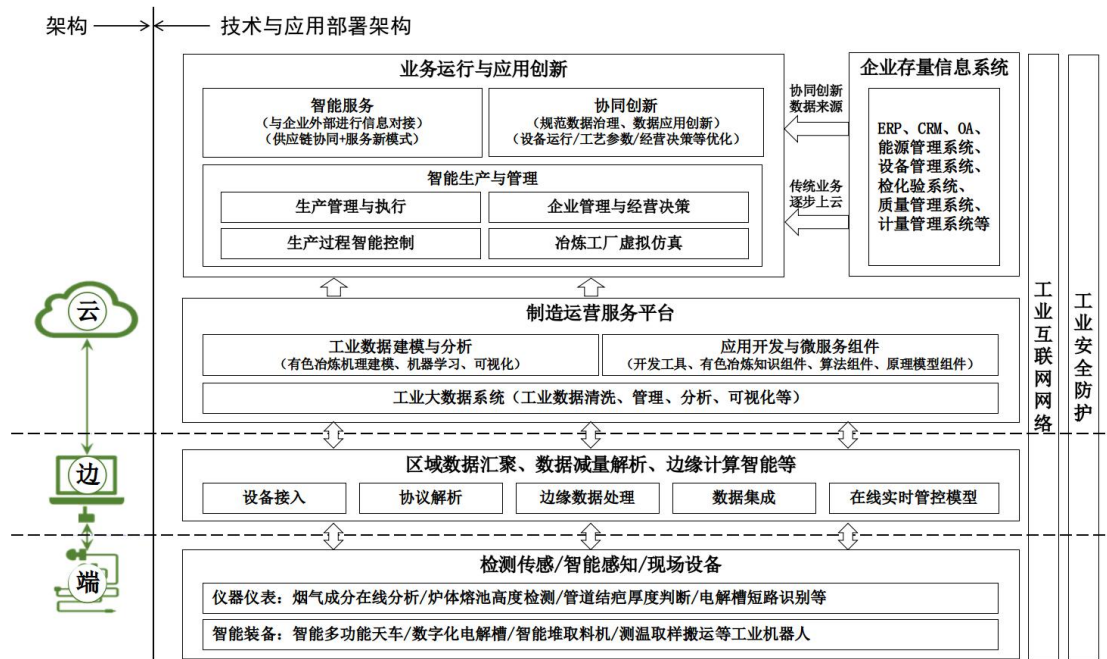 架构
技术与应用部署架构
业务运行与应用创新
智能服务
(与企业外部进行信息对接)
(供应链协同+服务新模式)
协同创新
(规范数据治理、数据应用创新)
(设备运行/工艺参数/经营决策等优化)
智能生产与管理
生产管理与执行
企业管理与经营决策
生产过程智能控制
冶炼工厂虚拟仿真
协同创新
数据来源
传统业务
逐步上云
企业存量信息系统
ERP、CRM、OA、
能源管理系统、
设备管理系统、
检化验系统、
质量管理系统、
计量管理系统等
云
制造运营服务平台
工业数据建模与分析
(有色冶炼机理建模、机器学习、可视化)
应用开发与微服务组件
(开发工具、有色冶炼知识组件、算法组件、原理模型组件)
工业大数据系统（工业数据清洗、管理、分析、可视化等）
边
区域数据汇聚、数据减量解析、边缘计算智能等
设备接入
协议解析
边缘数据处理
数据集成
在线实时管控模型
端
检测传感/智能感知/现场设备
仪器仪表：烟气成分在线分析/炉体熔池高度检测/管道结疤厚度判断/电解槽短路识别等
智能装备：智能多功能天车/数字化电解槽/智能堆取料机/测温取样搬运等工业机器人
工业互联网网络
工业安全防护